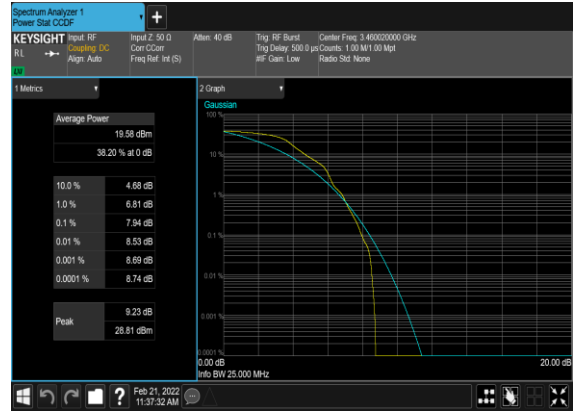 Spectrum Analyzer 1
Power Stat CCDF
+
KEYSIGHT
RL
LXI
Input: RF
Coupling: DC
Align: Auto
Input Z: 50 Ω
Corr CCorr
Freq Ref: Int (S)
Atten: 40 dB
Trig: RF Burst
Trig Delay: 500.0 µs
#IF Gain: Low
Center Freq: 3.460020000 GHz
Counts: 1.00 M/1.00 Mpt
Radio Std: None
1 Metrics
Average Power
19.58 dBm
38.20 % at 0 dB
10.0 % 4.68 dB
1.0 % 6.81 dB
0.1 % 7.94 dB
0.01 % 8.53 dB
0.001 % 8.69 dB
0.0001 % 8.74 dB
Peak
9.23 dB
28.81 dBm
2 Graph
Gaussian
100 %
10 %
1 %
0.1 %
0.01 %
0.001 %
0.0001 %
0.00 dB 20.00 dB
Info BW 25.000 MHz
? Feb 21, 2022
11:37:32 AM